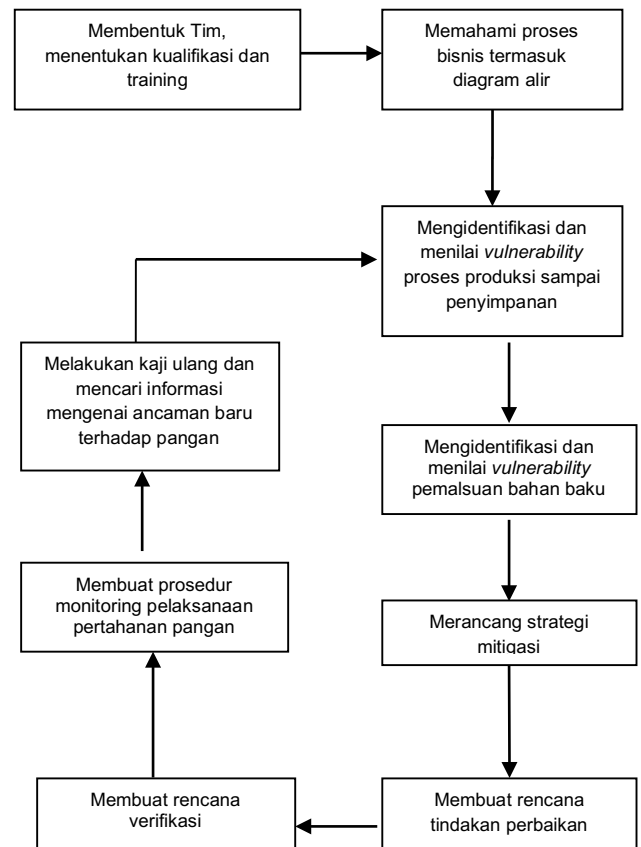 Membentuk Tim,
menentukan kualifikasi dan
training
Memahami proses
bisnis termasuk
diagram alir
Mengidentifikasi dan
menilai vulnerability
proses produksi sampai
penyimpanan
Melakukan kaji ulang dan
mencari informasi
mengenai ancaman baru
terhadap pangan
Mengidentifikasi dan
menilai vulnerability
pemalsuan bahan baku
Membuat prosedur
monitoring pelaksanaan
pertahanan pangan
Merancang strategi
mitigasi
Membuat rencana
verifikasi
Membuat rencana
tindakan perbaikan